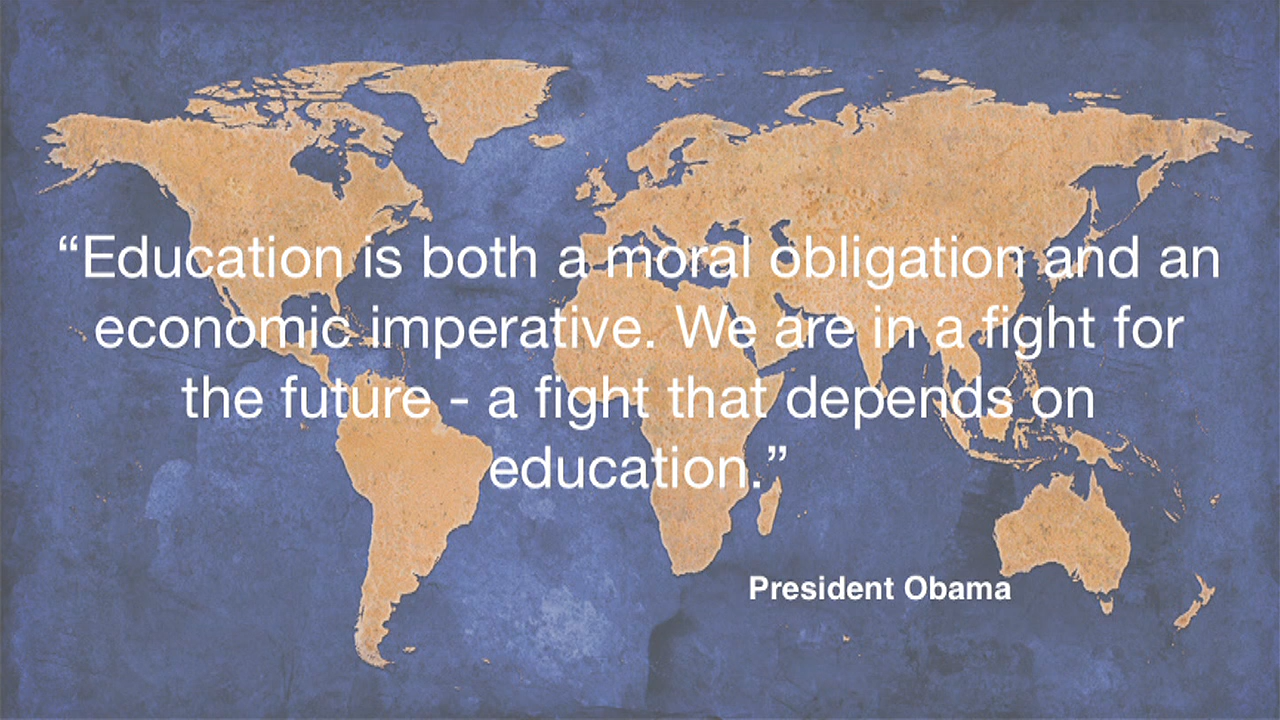 “Education is both a moral obligation and an
economic imperative. We are in a fight for
the future - a fight that depends on
education.”
President Obama